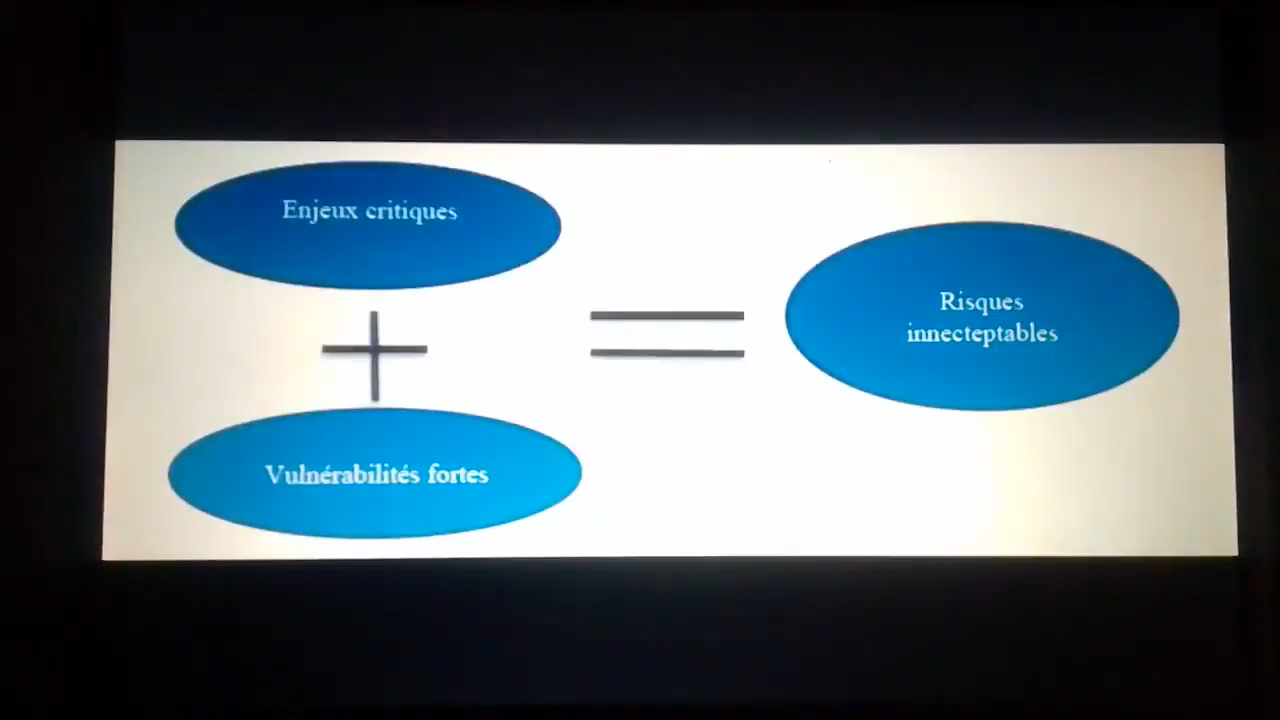 Enjeux critiques
Vulnérabilités fortes
Risques
innecteptables